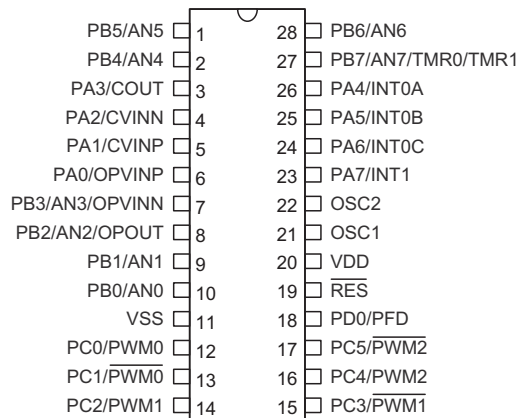 PB5/AN5 1 28 PB6/AN6
PB4/AN4 2 27 PB7/AN7/TMR0/TMR1
PA3/COUT 3 26 PA4/INT0A
PA2/CVINN 4 25 PA5/INT0B
PA1/CVINP 5 24 PA6/INT0C
PA0/OPVINP 6 23 PA7/INT1
PB3/AN3/OPVINN 7 22 OSC2
PB2/AN2/OPOUT 8 21 OSC1
PB1/AN1 9 20 VDD
PB0/AN0 10 19 R̅E̅S̅
VSS 11 18 PD0/PFD
PC0/PWM0 12 17 PC5/P̅W̅M̅2̅
PC1/P̅W̅M̅0̅ 13 16 PC4/PWM2
PC2/PWM1 14 15 PC3/P̅W̅M̅1̅